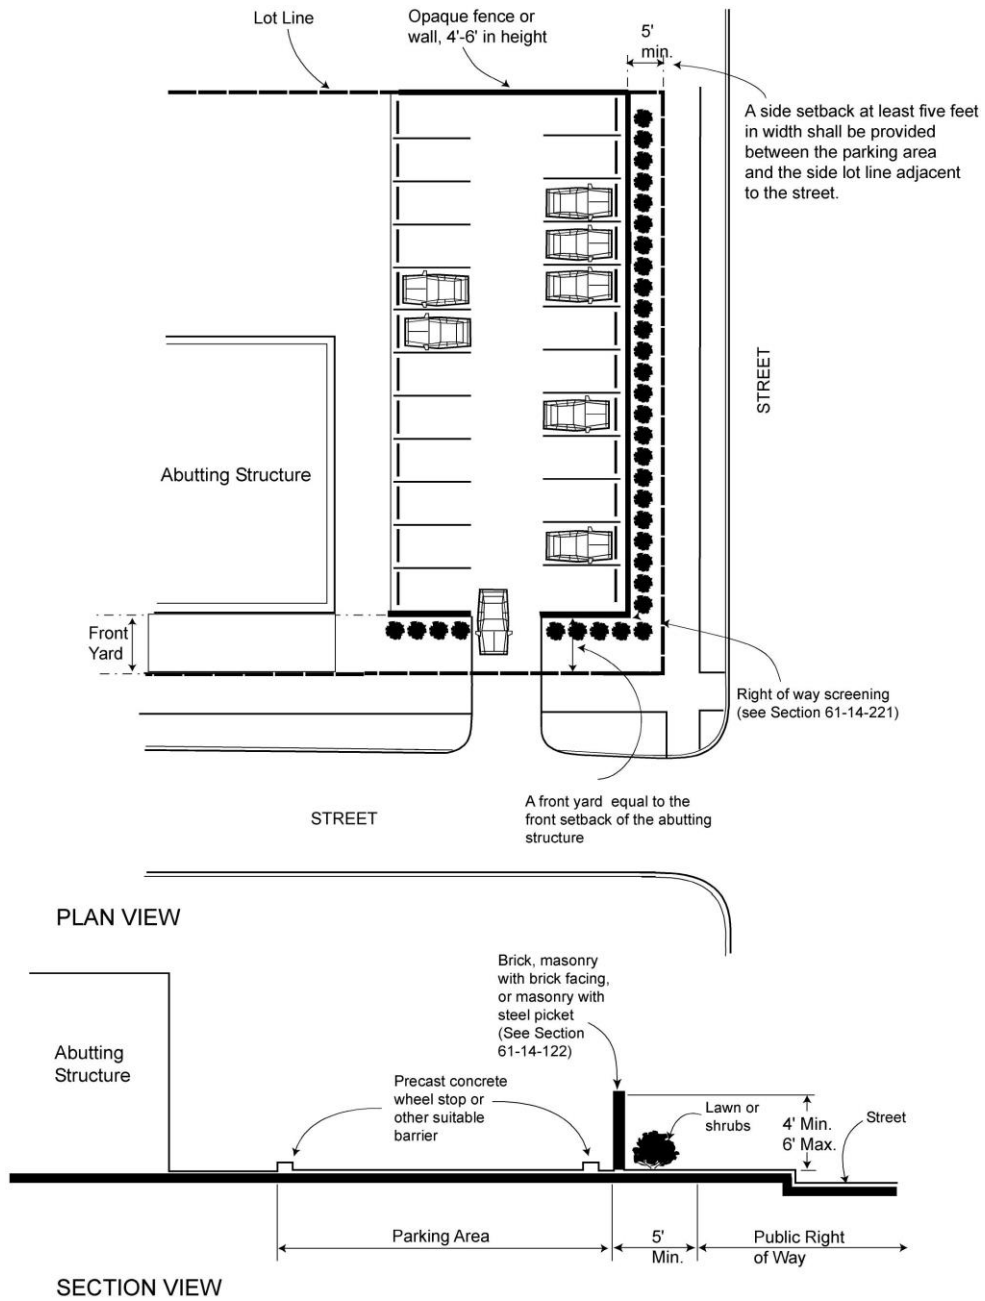 Lot Line
Opaque fence or
wall, 4'-6' in height
5'
min.
A side setback at least five feet
in width shall be provided
between the parking area
and the side lot line adjacent
to the street.
STREET
Abutting Structure
Front
Yard
Right of way screening
(see Section 61-14-221)
A front yard equal to the
front setback of the abutting
structure
STREET
PLAN VIEW
Brick, masonry
with brick facing,
or masonry with
steel picket
(See Section
61-14-122)
Abutting
Structure
Precast concrete
wheel stop or
other suitable
barrier
Lawn or
shrubs
4' Min.
6' Max.
Street
Parking Area
5'
Min.
Public Right
of Way
SECTION VIEW